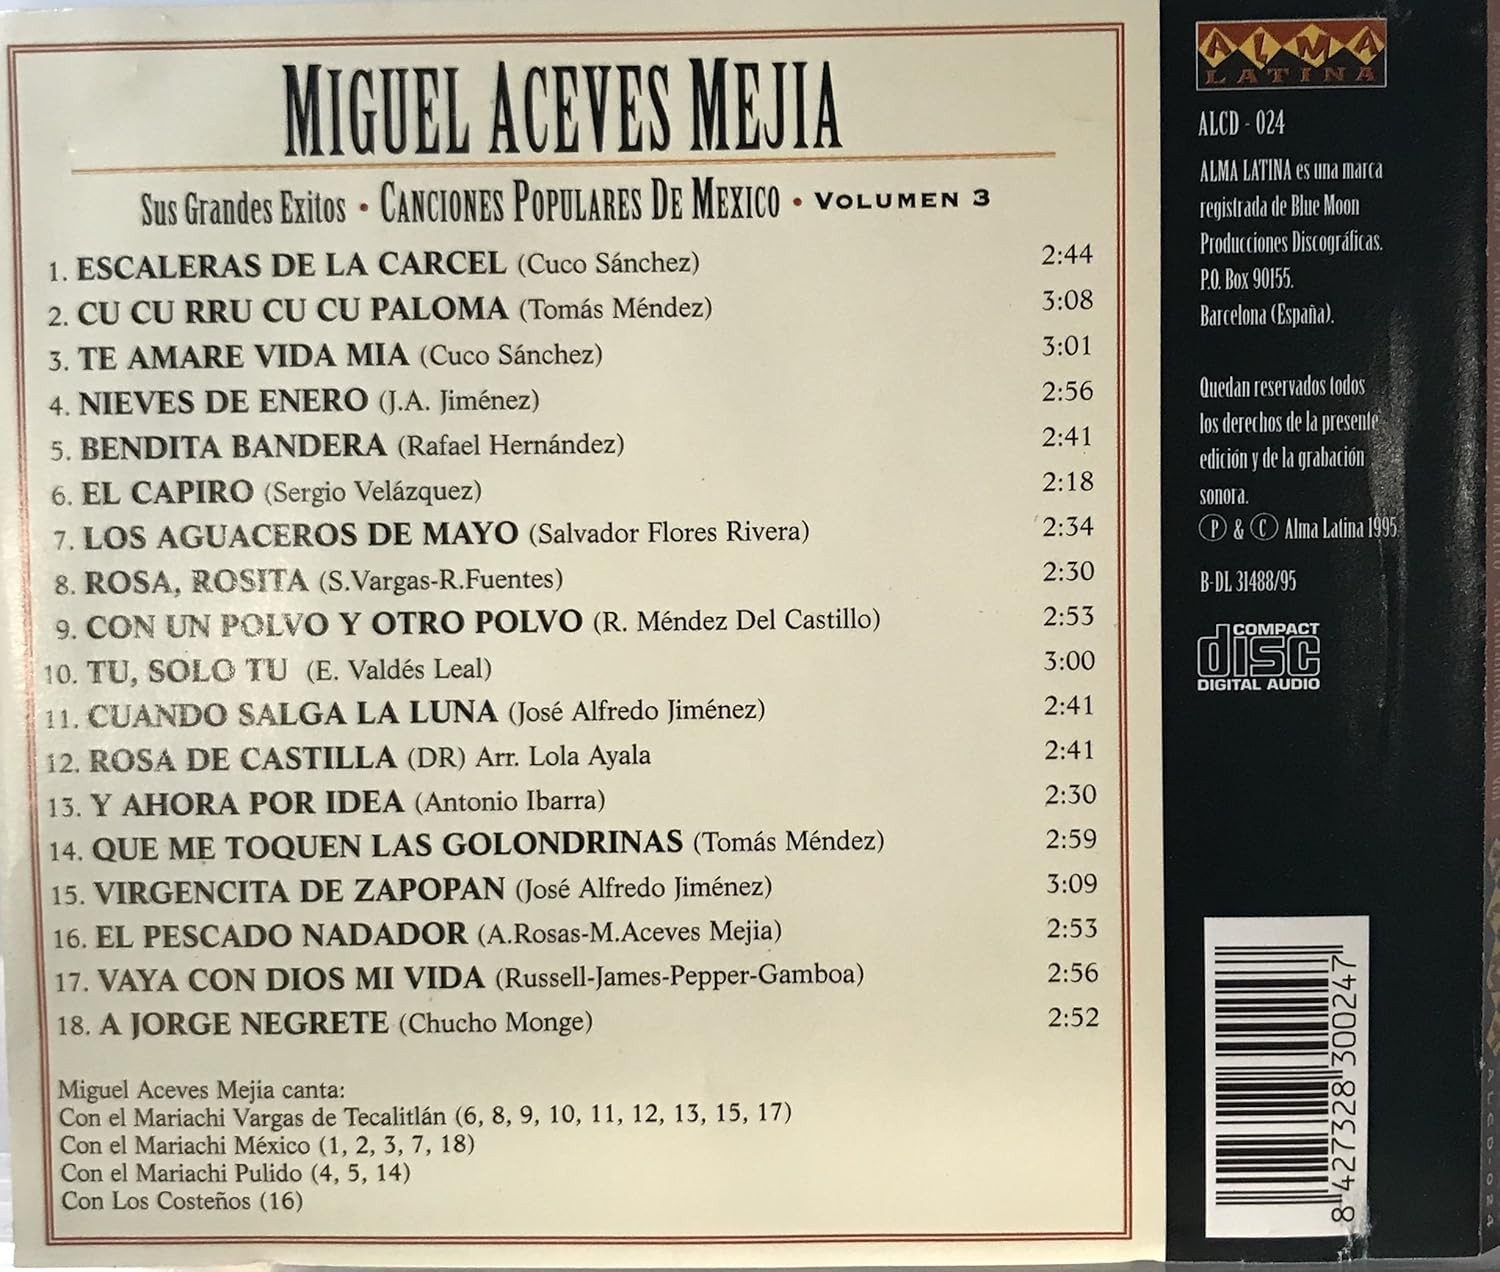 MIGUEL ACEVES MEJIA
Sus Grandes Exitos • CANCIONES POPULARES DE MEXICO • VOLUMEN 3
1. ESCALERAS DE LA CARCEL (Cuco Sánchez) 2:44
2. CU CU RRU CU CU PALOMA (Tomás Méndez) 3:08
3. TE AMARE VIDA MIA (Cuco Sánchez) 3:01
4. NIEVES DE ENERO (J.A. Jiménez) 2:56
5. BENDITA BANDERA (Rafael Hernández) 2:41
6. EL CAPIRO (Sergio Velázquez) 2:18
7. LOS AGUACEROS DE MAYO (Salvador Flores Rivera) 2:34
8. ROSA, ROSITA (S.Vargas-R.Fuentes) 2:30
9. CON UN POLVO Y OTRO POLVO (R. Méndez Del Castillo) 2:53
10. TU, SOLO TU (E. Valdés Leal) 3:00
11. CUANDO SALGA LA LUNA (José Alfredo Jiménez) 2:41
12. ROSA DE CASTILLA (DR) Arr. Lola Ayala 2:41
13. Y AHORA POR IDEA (Antonio Ibarra) 2:30
14. QUE ME TOQUEN LAS GOLONDRINAS (Tomás Méndez) 2:59
15. VIRGENCITA DE ZAPOPAN (José Alfredo Jiménez) 3:09
16. EL PESCADO NADADOR (A.Rosas-M.Aceves Mejia) 2:53
17. VAYA CON DIOS MI VIDA (Russell-James-Pepper-Gamboa) 2:56
18. A JORGE NEGRETE (Chucho Monge) 2:52
Miguel Aceves Mejia canta:
Con el Mariachi Vargas de Tecalitlán (6, 8, 9, 10, 11, 12, 13, 15, 17)
Con el Mariachi México (1, 2, 3, 7, 18)
Con el Mariachi Pulido (4, 5, 14)
Con Los Costeños (16)
ALMA
LATINA
ALCD - 024
ALMA LATINA es una marca
registrada de Blue Moon
Producciones Discográficas.
P.O. Box 90155.
Barcelona (España).
Quedan reservados todos
los derechos de la presente
edición y de la grabación
sonora.
Ⓟ & Ⓒ Alma Latina 1995
B-DL 31488/95
COMPACT
disc
DIGITAL AUDIO
8 427328 300247
ALCD-024